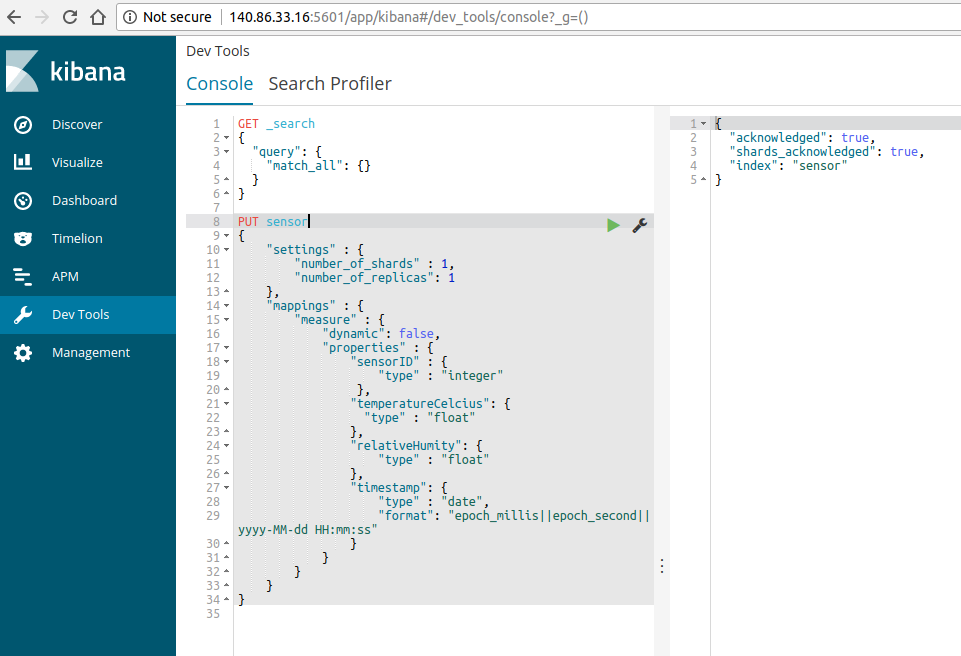 Not secure | 140.86.33.16:5601/app/kibana#/dev_tools/console?_g=()
kibana
Discover
Visualize
Dashboard
Timelion
APM
Dev Tools
Management
Dev Tools
Console Search Profiler
1 GET _search
2 {
3 "query": {
4 "match_all": {}
5 }
6 }
7
8 PUT sensor
9 {
10 "settings" : {
11 "number_of_shards" : 1,
12 "number_of_replicas": 1
13 },
14 "mappings" : {
15 "measure" : {
16 "dynamic": false,
17 "properties" : {
18 "sensorID" : {
19 "type" : "integer"
20 },
21 "temperatureCelcius": {
22 "type" : "float"
23 },
24 "relativeHumity": {
25 "type" : "float"
26 },
27 "timestamp": {
28 "type" : "date",
29 "format": "epoch_millis||epoch_second||
yyyy-MM-dd HH:mm:ss"
30 }
31 }
32 }
33 }
34 }
35
1 {
2 "acknowledged": true,
3 "shards_acknowledged": true,
4 "index": "sensor"
5 }